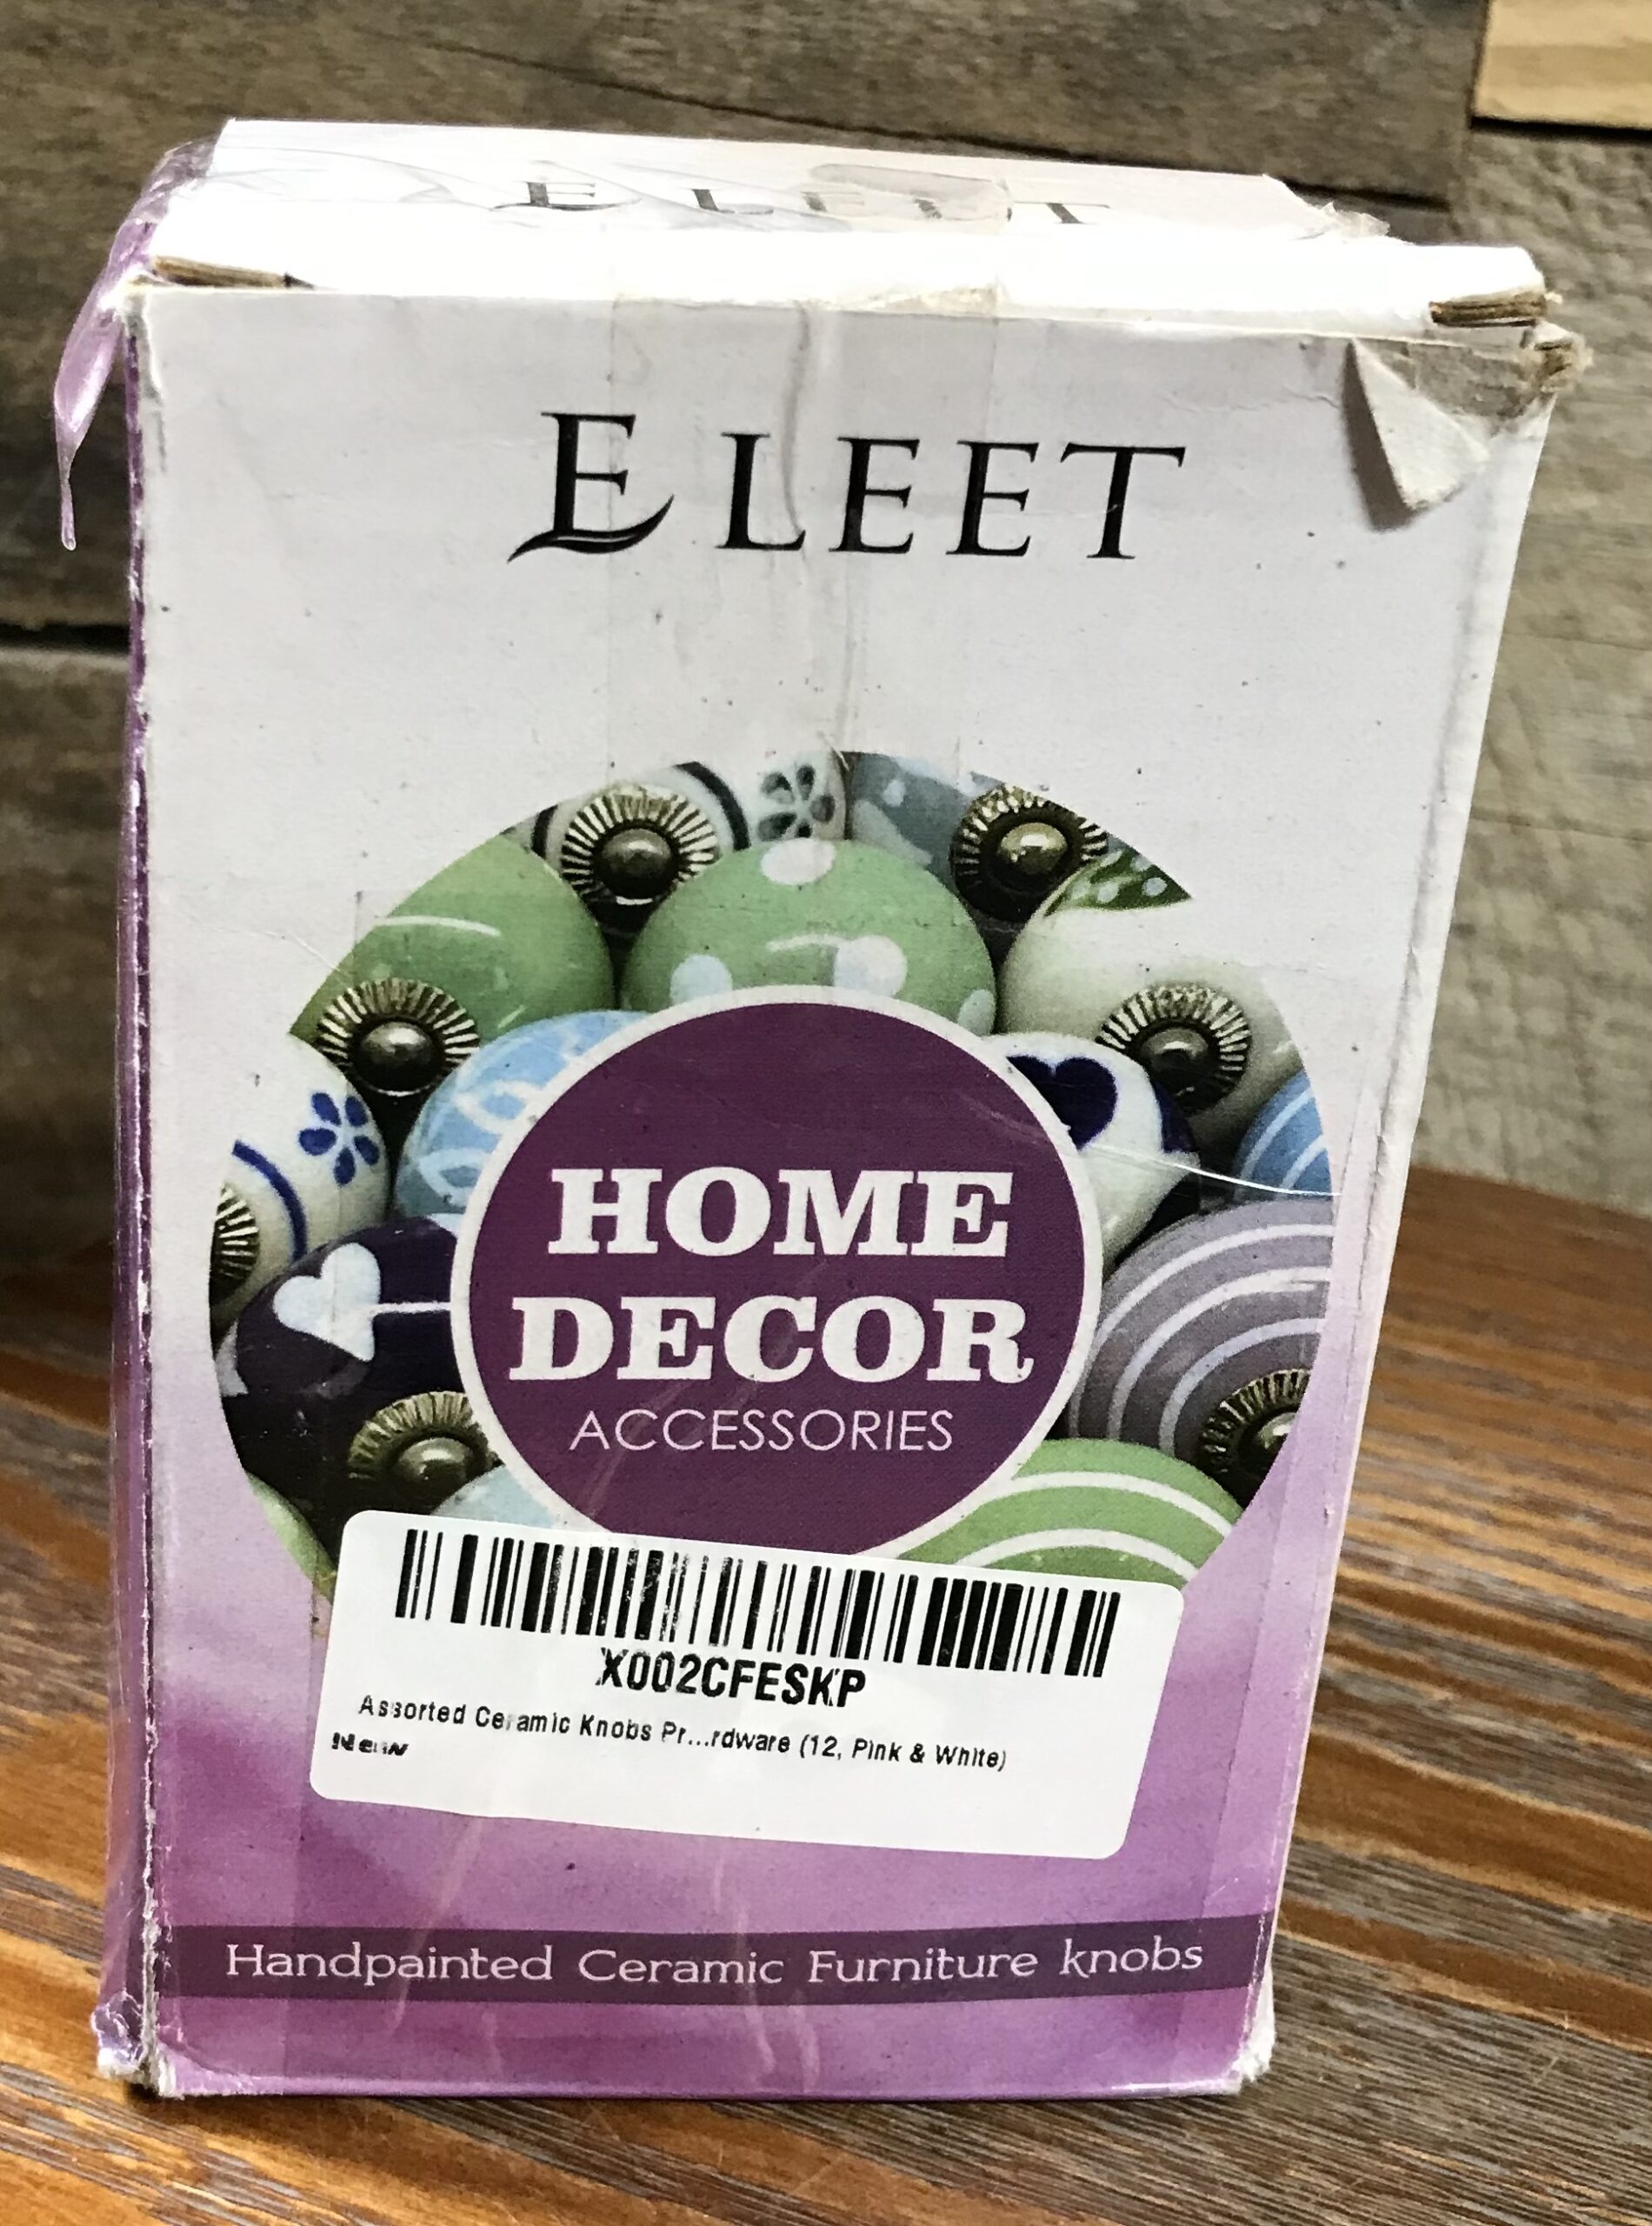 ELEET
ELEET
HOME
DECOR
ACCESSORIES
X002CFESKP
Assorted Ceramic Knobs Pr...rdware (12, Pink & White)
New
Handpainted Ceramic Furniture knobs